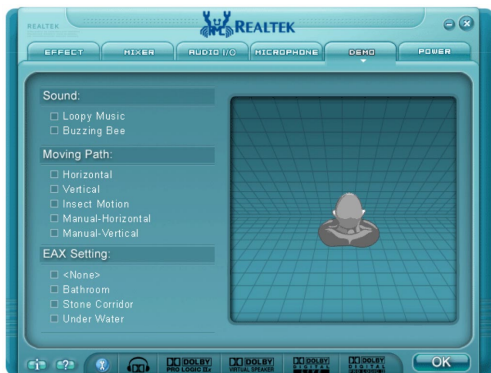 REALTEK
REALTEK
EFFECT
MIXER
AUDIO I/O
MICROPHONE
DEMO
POWER
Sound:
Loopy Music
Buzzing Bee
Moving Path:
Horizontal
Vertical
Insect Motion
Manual-Horizontal
Manual-Vertical
EAX Setting:
<None>
Bathroom
Stone Corridor
Under Water
i
?
DOLBY
PRO LOGIC IIx
DOLBY
VIRTUAL SPEAKER
DOLBY
DIGITAL
DOLBY
DIGITAL
OK